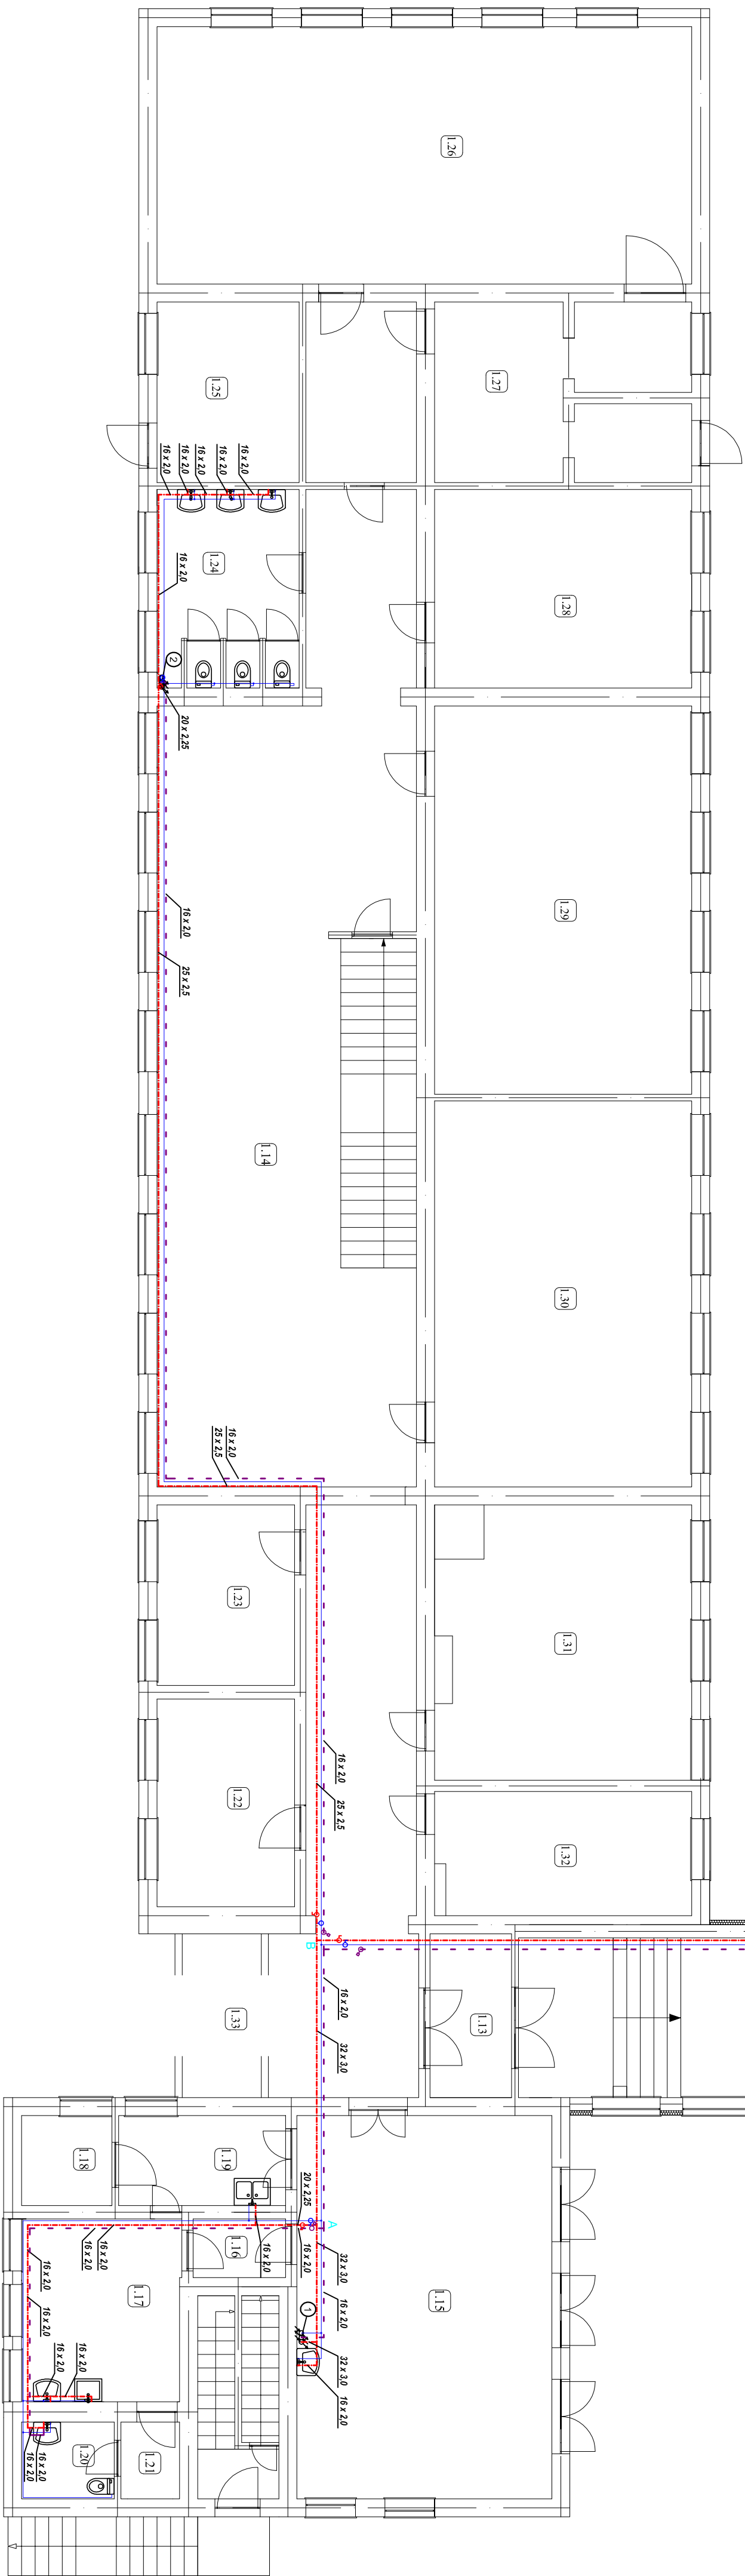 1.26
1.25
1.27
16 x 2,0
16 x 2,0
16 x 2,0
16 x 2,0
16 x 2,0
1.24
1.28
16 x 2,0
2
20 x 2,25
16 x 2,0
25 x 2,5
1.29
1.14
1.30
16 x 2,0
25 x 2,5
1.23
1.31
16 x 2,0
25 x 2,5
1.22
1.32
B
16 x 2,0
32 x 3,0
1.33
1.13
1.18
1.19
20 x 2,25
16 x 2,0
A
1.16
16 x 2,0
16 x 2,0
16 x 2,0
32 x 3,0
16 x 2,0
1.15
1.17
16 x 2,0
16 x 2,0
1
32 x 3,0
16 x 2,0
16 x 2,0
16 x 2,0
1.20
1.21
16 x 2,0
16 x 2,0